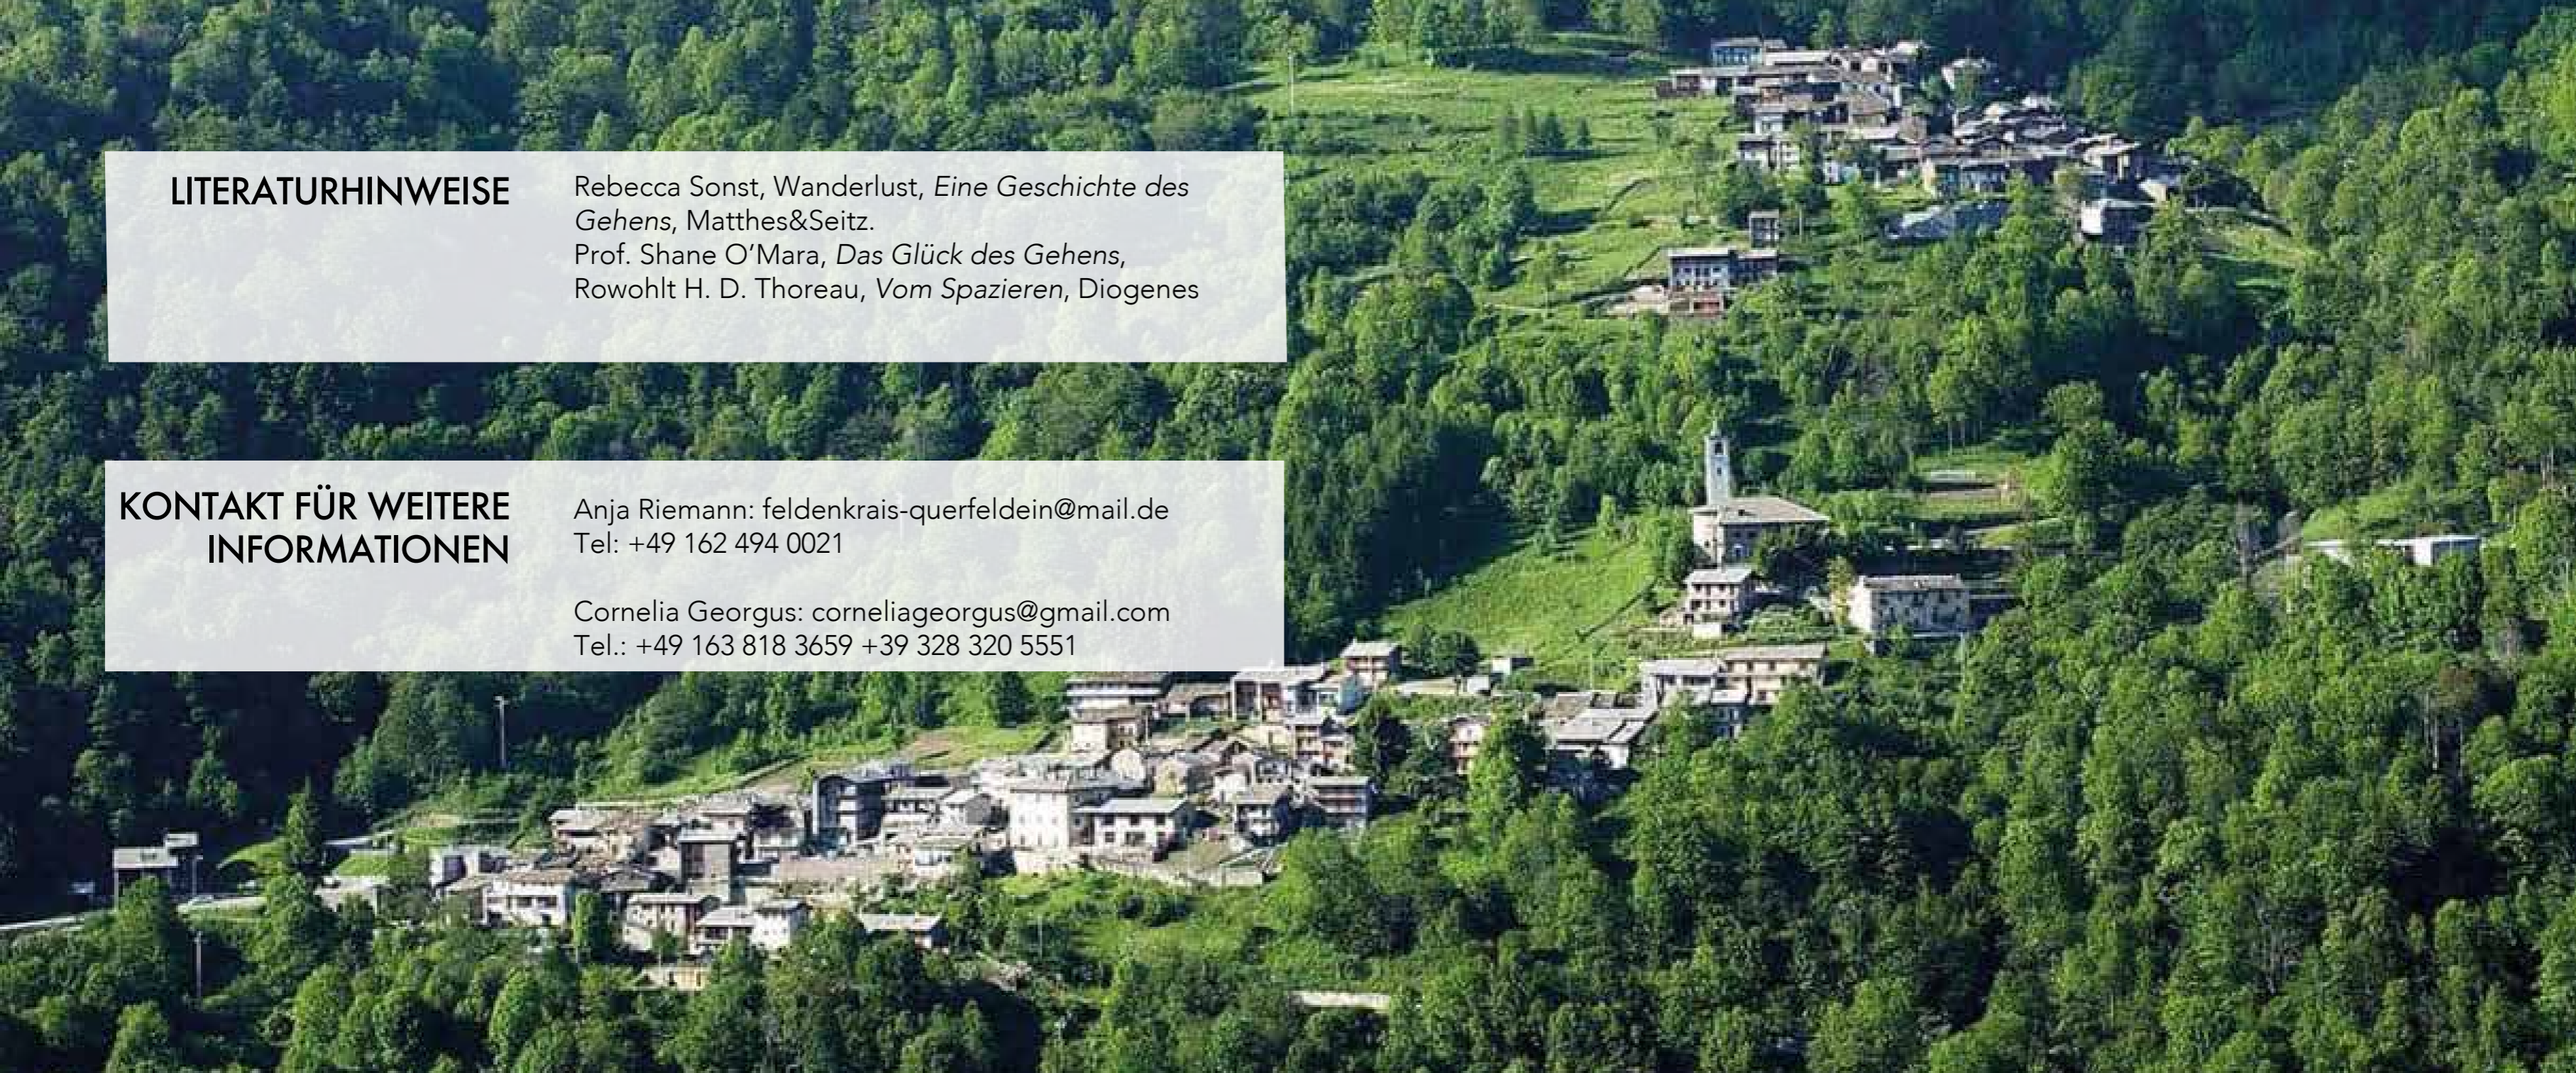 LITERATURHINWEISE
Rebecca Sonst, Wanderlust, Eine Geschichte des
Gehens, Matthes&Seitz.
Prof. Shane O’Mara, Das Glück des Gehens,
Rowohlt H. D. Thoreau, Vom Spazieren, Diogenes
KONTAKT FÜR WEITERE
INFORMATIONEN
Anja Riemann: feldenkrais-querfeldein@mail.de
Tel: +49 162 494 0021
Cornelia Georgus: corneliageorgus@gmail.com
Tel.: +49 163 818 3659 +39 328 320 5551